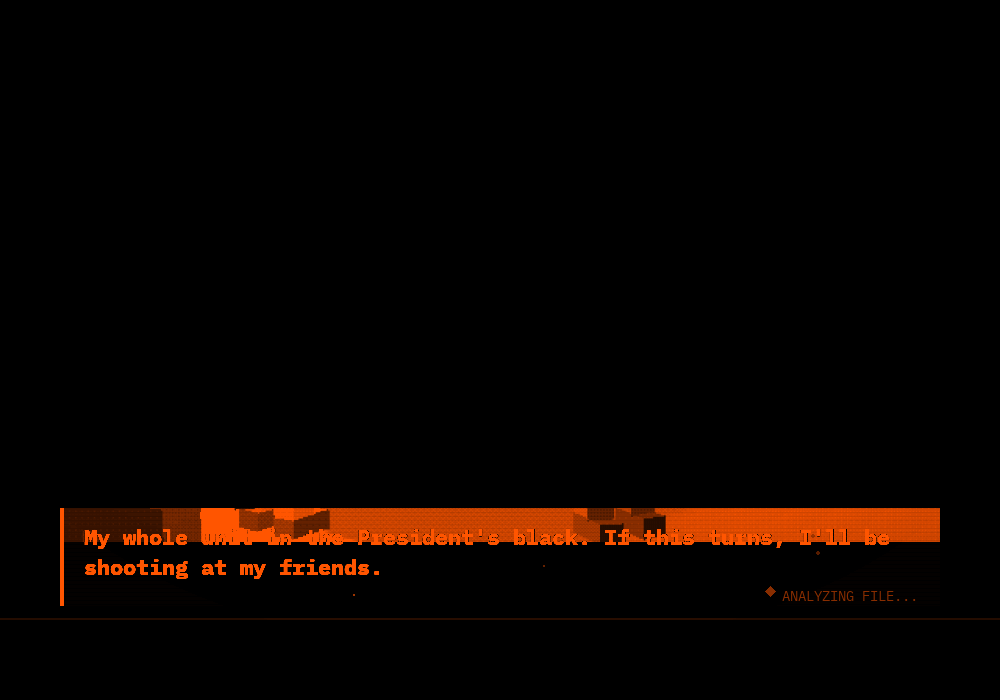 My whole unit in the President's black. If this turns, I'll be
shooting at my friends.
ANALYZING FILE...